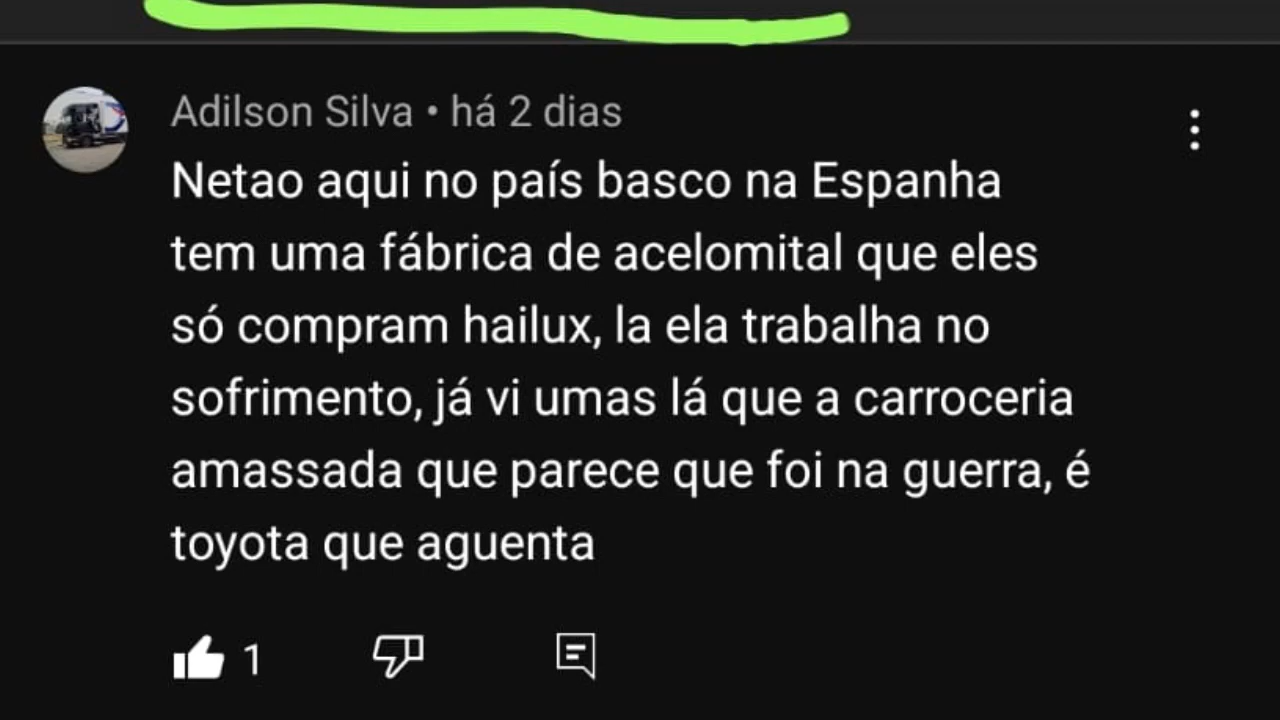 Adilson Silva • há 2 dias
Netao aqui no país basco na Espanha
tem uma fábrica de acelomital que eles
só compram hailux, la ela trabalha no
sofrimento, já vi umas lá que a carroceria
amassada que parece que foi na guerra, é
toyota que aguenta
1